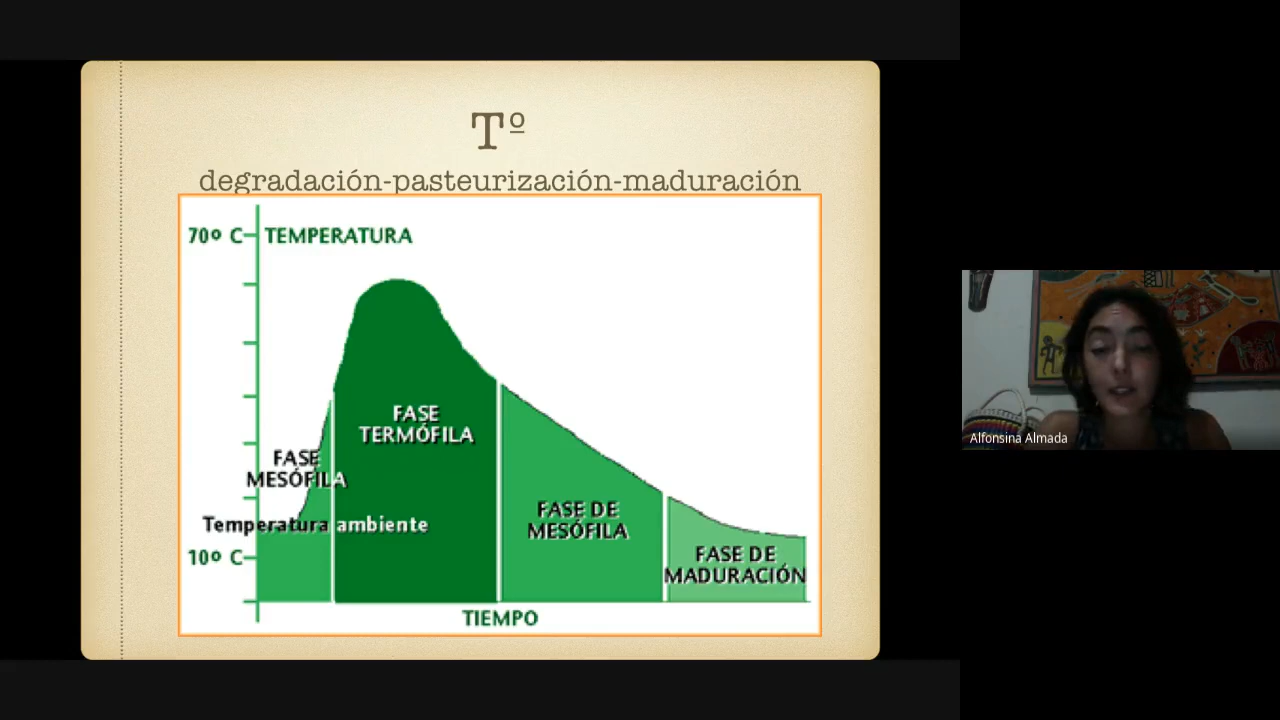 Tº
degradación-pasteurización-maduración
70º C
TEMPERATURA
FASE
TERMÓFILA
FASE
MESÓFILA
Temperatura ambiente
FASE DE
MESÓFILA
FASE DE
MADURACIÓN
10º C
TIEMPO
Alfonsina Almada